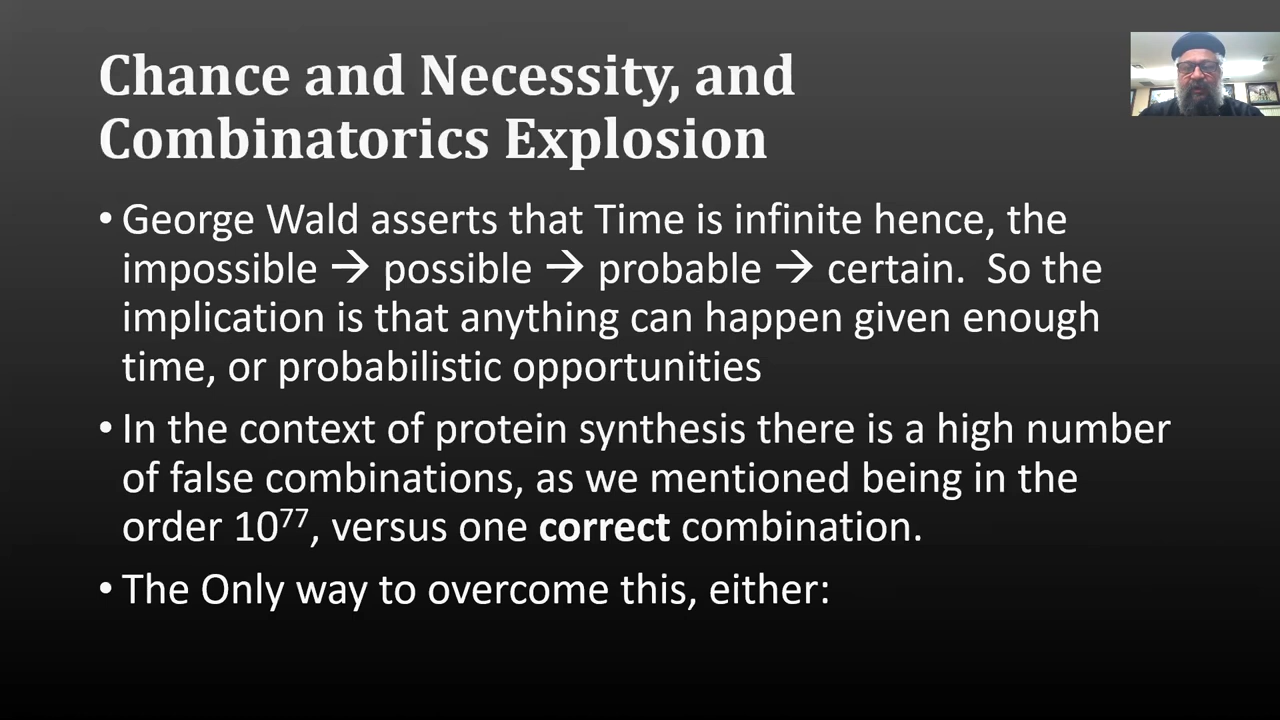 Chance and Necessity, and
Combinatorics Explosion
• George Wald asserts that Time is infinite hence, the
impossible → possible → probable → certain.  So the
implication is that anything can happen given enough
time, or probabilistic opportunities
• In the context of protein synthesis there is a high number
of false combinations, as we mentioned being in the
order 10⁷⁷, versus one correct combination.
• The Only way to overcome this, either: